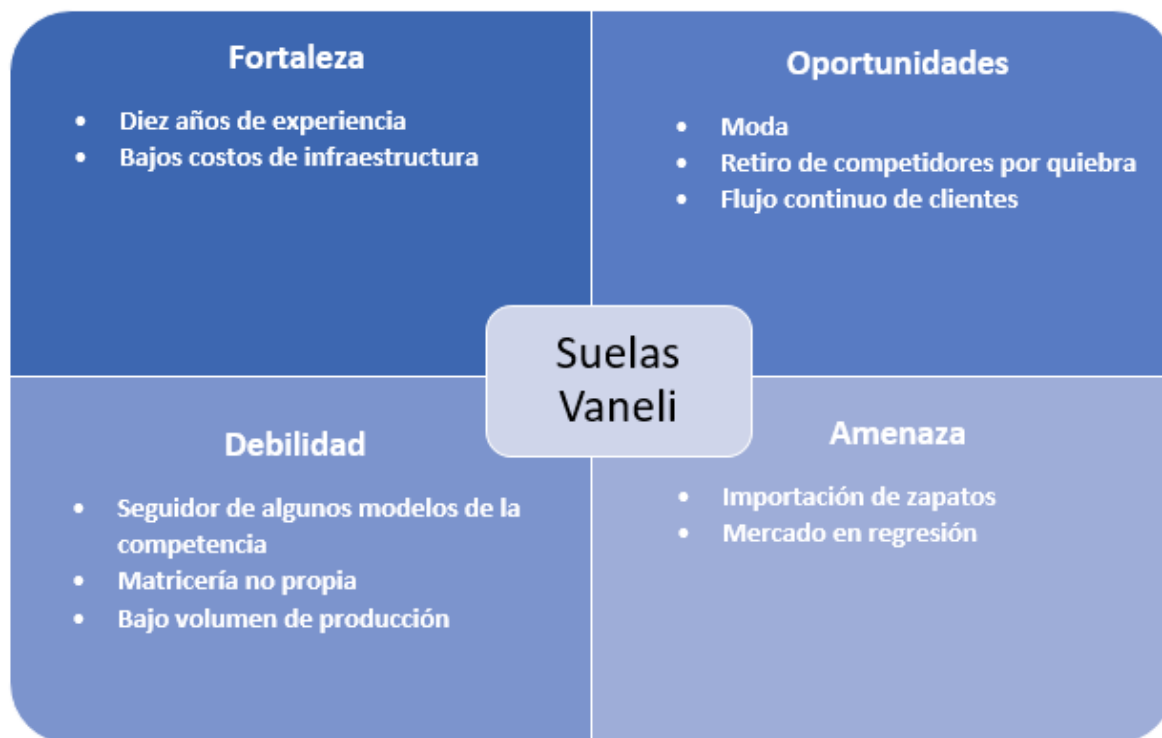 Fortaleza
• Diez años de experiencia
• Bajos costos de infraestructura
Oportunidades
• Moda
• Retiro de competidores por quiebra
• Flujo continuo de clientes
Suelas
Vaneli
Debilidad
• Seguidor de algunos modelos de la
competencia
• Matricería no propia
• Bajo volumen de producción
Amenaza
• Importación de zapatos
• Mercado en regresión